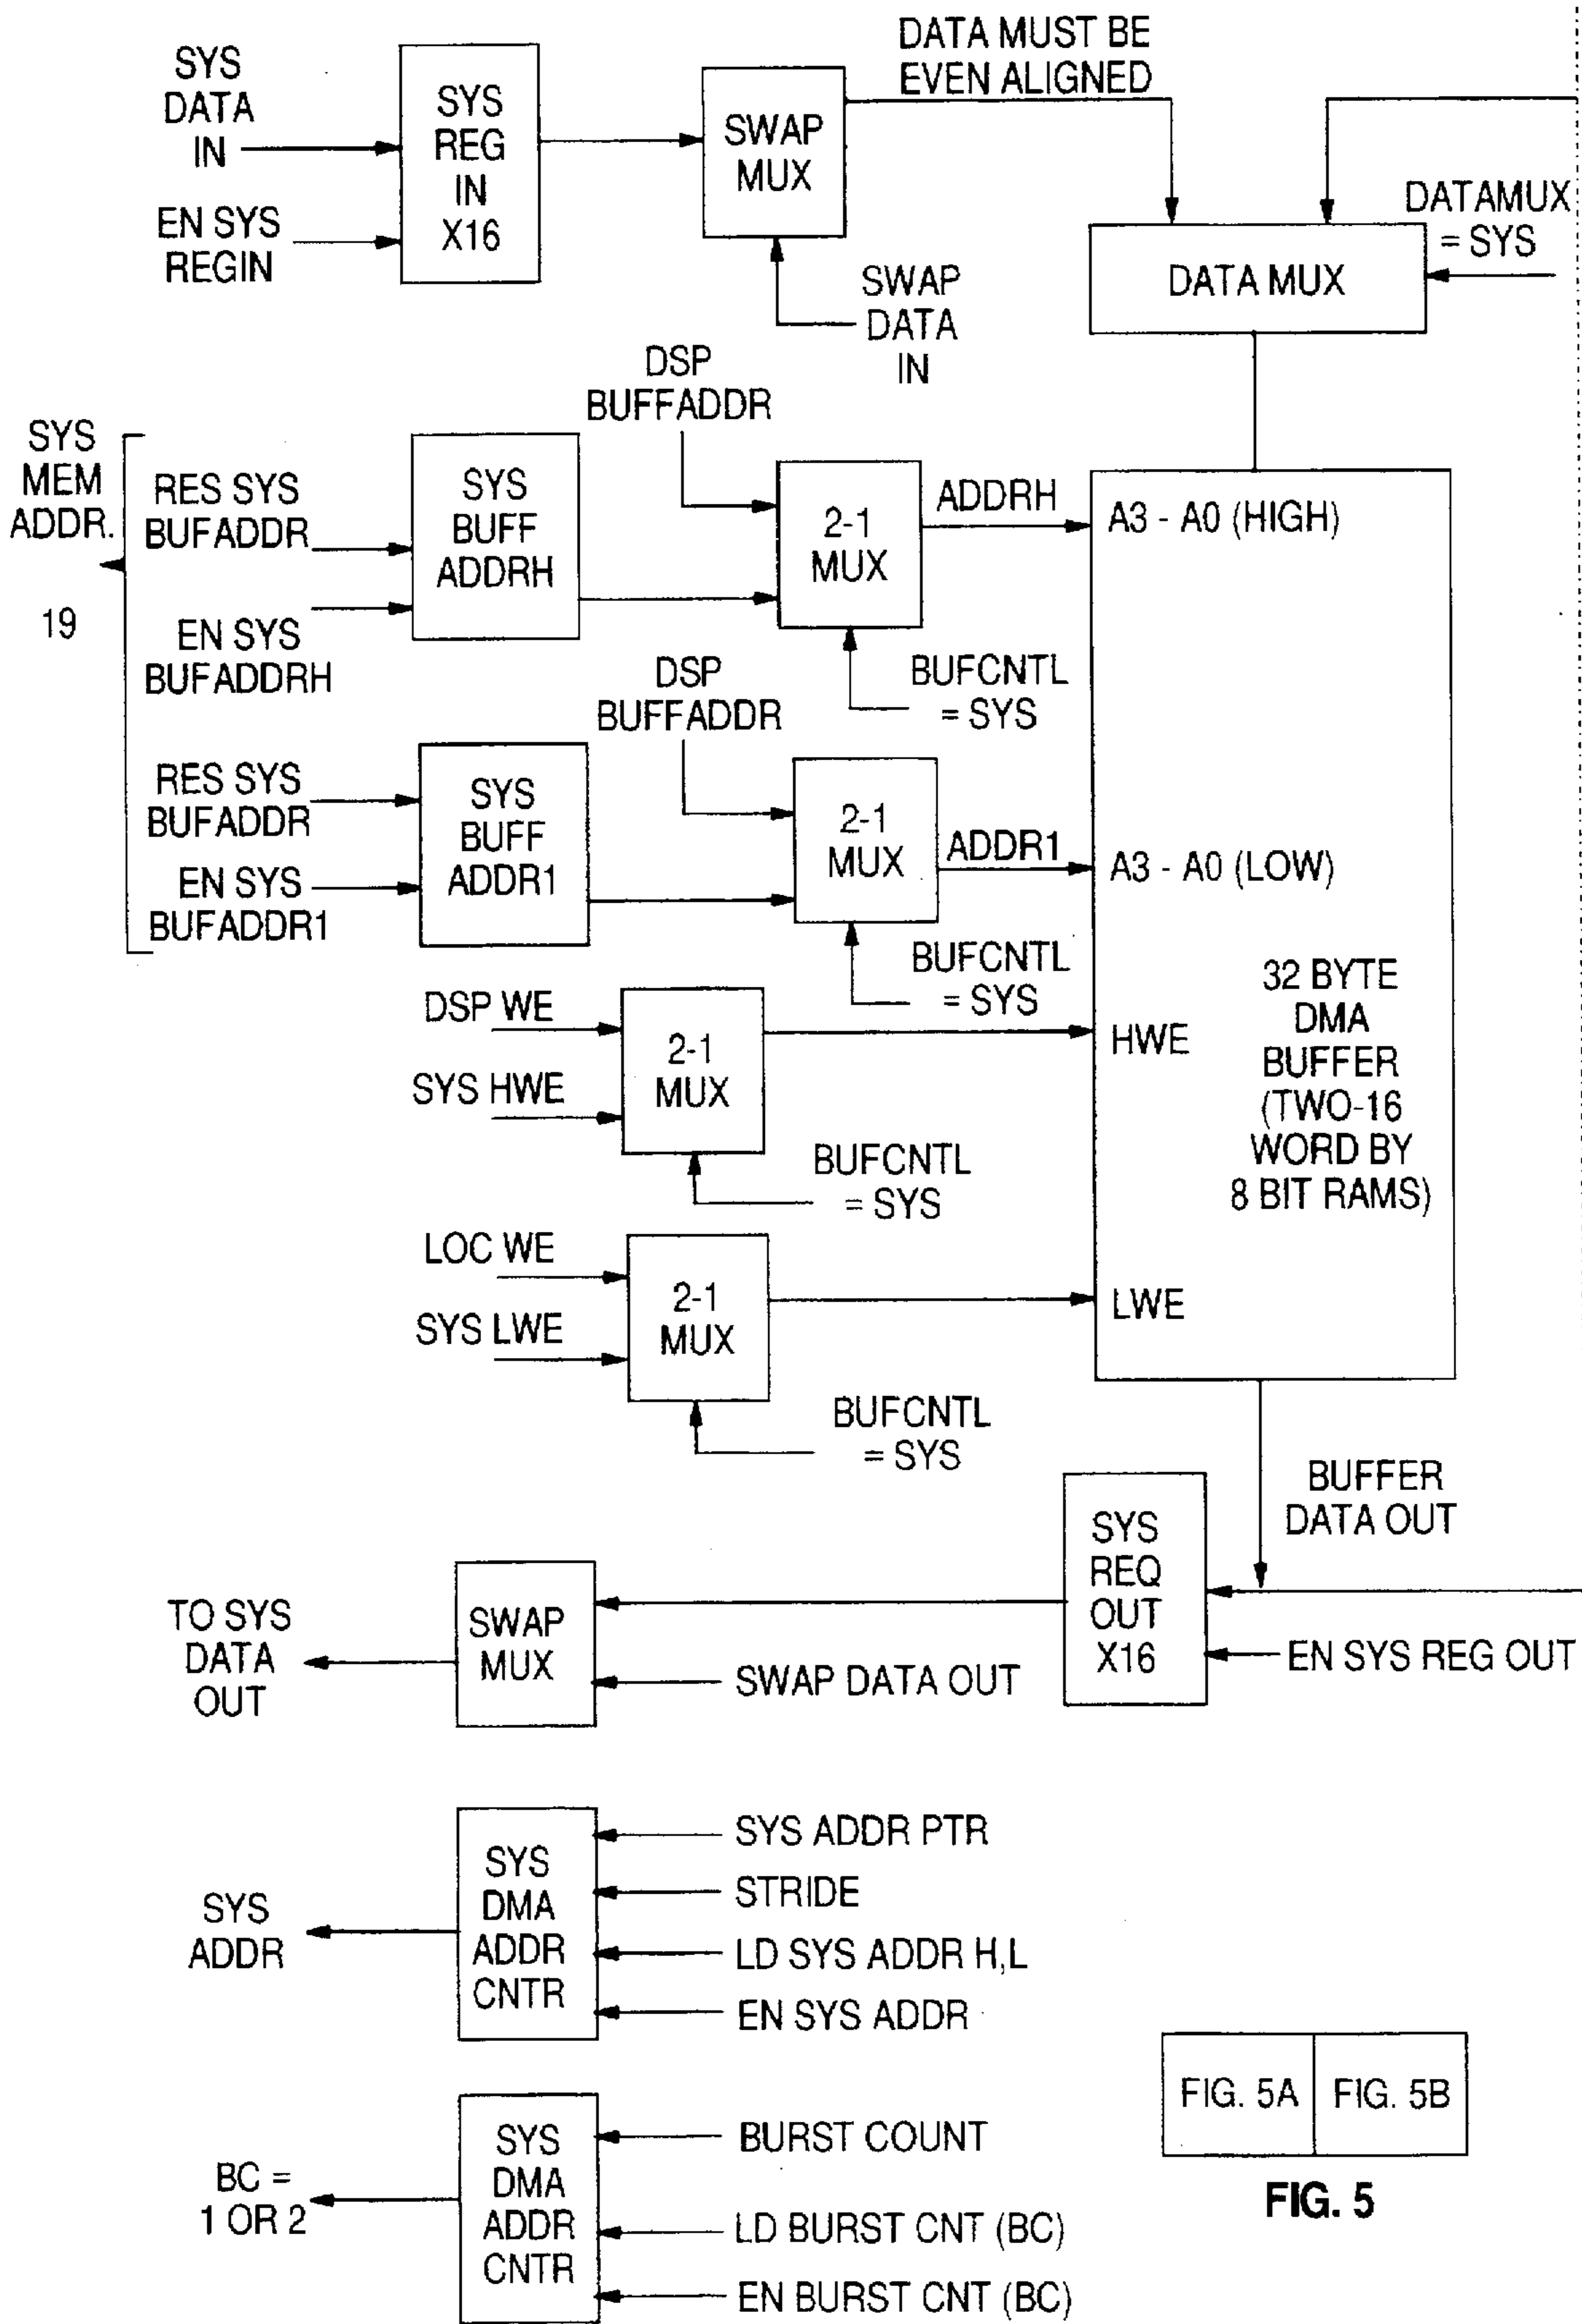 SYS
DATA
IN
EN SYS
REGIN
SYS
REG
IN
X16
SWAP
MUX
SWAP
DATA
IN
DATA MUST BE
EVEN ALIGNED
DATAMUX
= SYS
DATA MUX
SYS
MEM
ADDR.
19
RES SYS
BUFADDR
EN SYS
BUFADDRH
SYS
BUFF
ADDRH
DSP
BUFFADDR
2-1
MUX
ADDRH
BUFCNTL
= SYS
A3 - A0 (HIGH)
RES SYS
BUFADDR
EN SYS
BUFADDR1
SYS
BUFF
ADDR1
DSP
BUFFADDR
2-1
MUX
ADDR1
BUFCNTL
= SYS
A3 - A0 (LOW)
32 BYTE
DMA
BUFFER
(TWO-16
WORD BY
8 BIT RAMS)
DSP WE
SYS HWE
2-1
MUX
BUFCNTL
= SYS
HWE
LOC WE
SYS LWE
2-1
MUX
BUFCNTL
= SYS
LWE
BUFFER
DATA OUT
TO SYS
DATA
OUT
SWAP
MUX
SWAP DATA OUT
SYS
REQ
OUT
X16
EN SYS REG OUT
SYS
ADDR
SYS
DMA
ADDR
CNTR
SYS ADDR PTR
STRIDE
LD SYS ADDR H,L
EN SYS ADDR
BC =
1 OR 2
SYS
DMA
ADDR
CNTR
BURST COUNT
LD BURST CNT (BC)
EN BURST CNT (BC)
FIG. 5A
FIG. 5B
FIG. 5